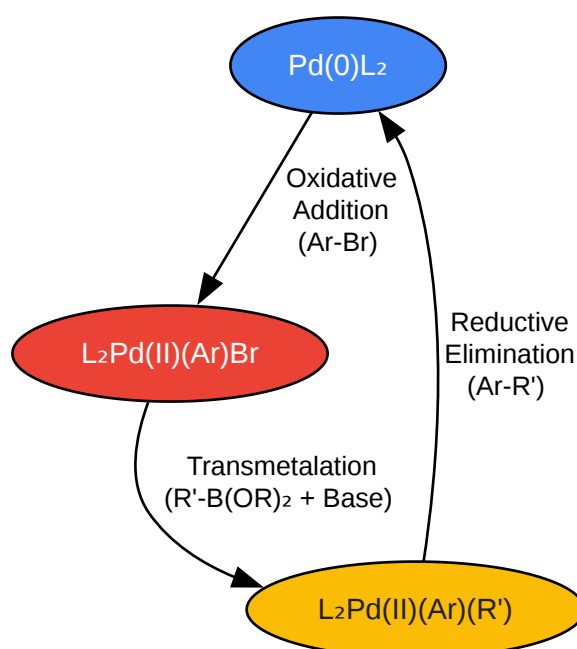 Pd(0)L₂
Oxidative
Addition
(Ar-Br)
Reductive
Elimination
(Ar-R')
L₂Pd(II)(Ar)Br
Transmetalation
(R'-B(OR)₂ + Base)
L₂Pd(II)(Ar)(R')